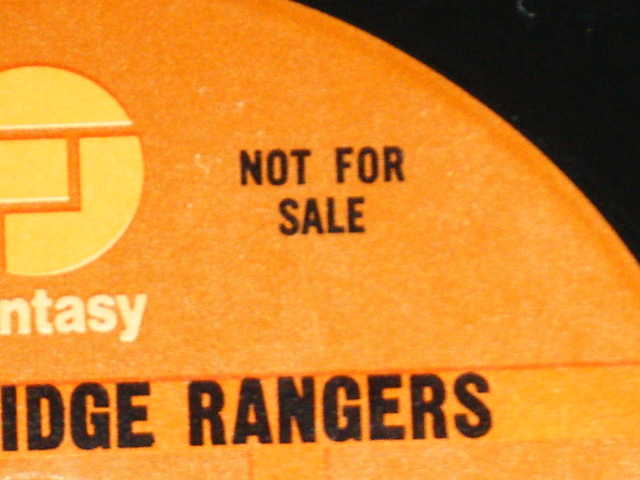 NOT FOR
SALE
ntasy
IDGE RANGERS